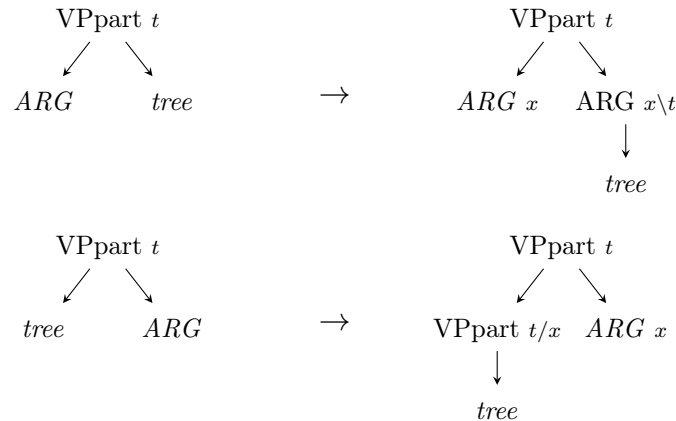 VPpart t VPpart t
ARG tree → ARG x ARG x\t
tree
VPpart t VPpart t
tree ARG → VPpart t/x ARG x
tree